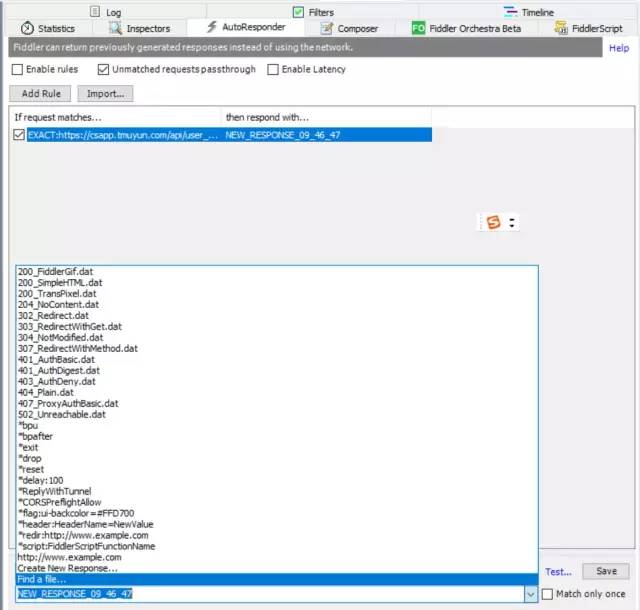 Log
Filters
Timeline
Statistics
Inspectors
AutoResponder
Composer
FO Fiddler Orchestra Beta
FiddlerScript
Fiddler can return previously generated responses instead of using the network.
Help
Enable rules
Unmatched requests passthrough
Enable Latency
Add Rule
Import...
If request matches...
then respond with...
EXACT:https://csapp.tmuyun.com/api/user_...
NEW_RESPONSE_09_46_47
S
200_FiddlerGif.dat
200_SimpleHTML.dat
200_TransPixel.dat
204_NoContent.dat
302_Redirect.dat
303_RedirectWithGet.dat
304_NotModified.dat
307_RedirectWithMethod.dat
401_AuthBasic.dat
401_AuthDigest.dat
403_AuthDeny.dat
404_Plain.dat
407_ProxyAuthBasic.dat
502_Unreachable.dat
*bpu
*bpafter
*exit
*drop
*reset
*delay:100
*ReplyWithTunnel
*CORSPreflightAllow
*flag:ui-backcolor=#FFD700
*header:HeaderName=NewValue
*redir:http://www.example.com
*script:FiddlerScriptFunctionName
http://www.example.com
Create New Response...
Find a file...
Test...
Save
NEW_RESPONSE_09_46_47
Match only once